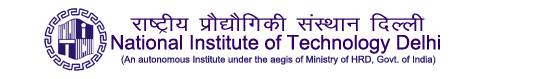 राष्ट्रीय प्रौद्यौगिकी संस्थान दिल्ली
National Institute of Technology Delhi
(An autonomous Institute under the aegis of Ministry of HRD, Govt. of India)